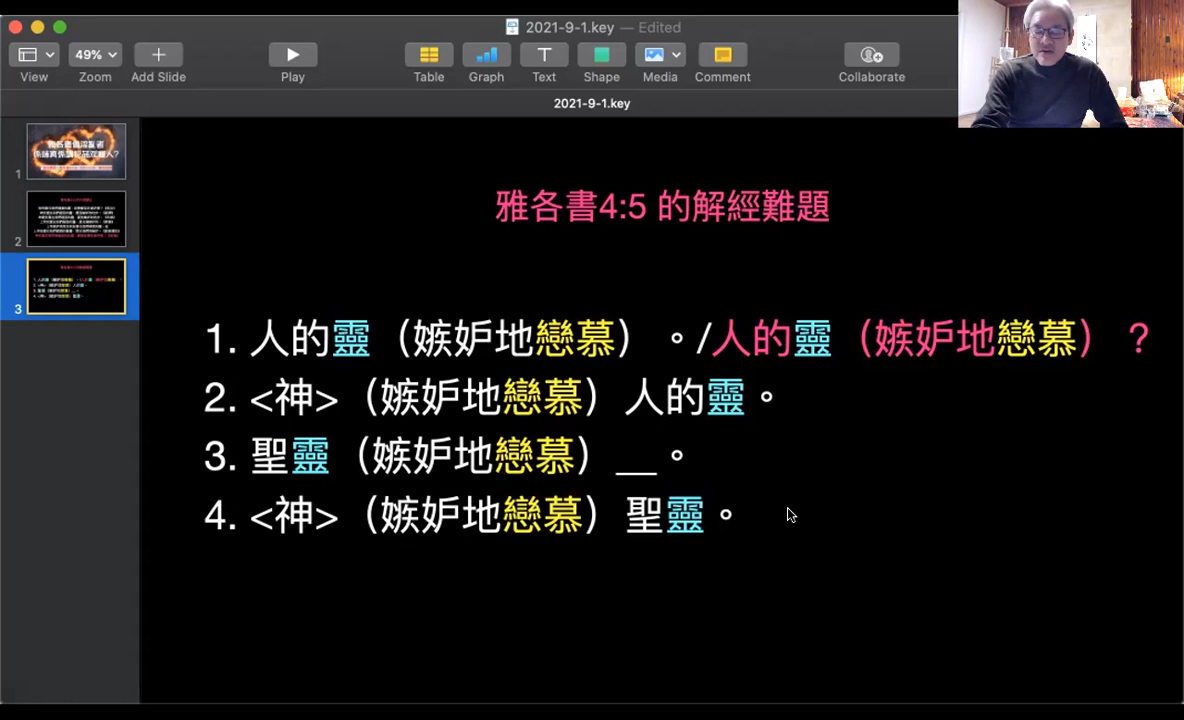 2021-9-1.key — Edited
View
49%
Zoom
Add Slide
Play
Table
Graph
T
Text
Shape
Media
Comment
Collaborate
2021-9-1.key
1
2
3
雅各書4:5 的解經難題
1. 人的靈（嫉妒地戀慕）。/人的靈（嫉妒地戀慕）？
2. <神>（嫉妒地戀慕）人的靈。
3. 聖靈（嫉妒地戀慕）__。
4. <神>（嫉妒地戀慕）聖靈。